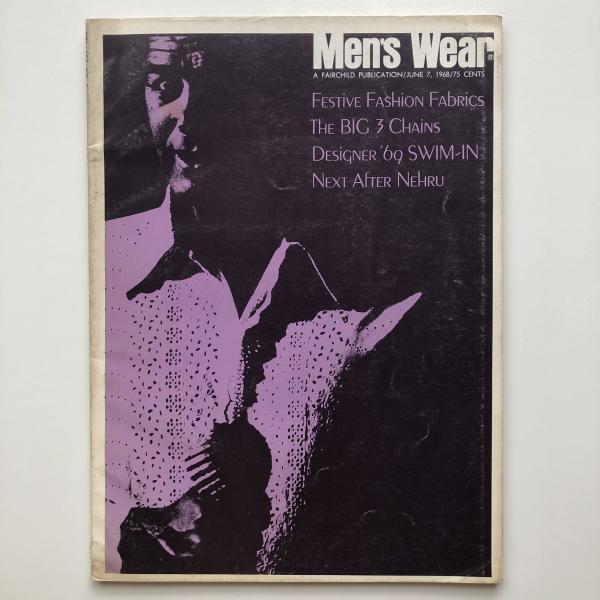 Men's Wear®
A FAIRCHILD PUBLICATION/JUNE 7, 1968/75 CENTS
FESTIVE FASHION FABRICS
THE BIG 3 CHAINS
DESIGNER '69 SWIM-IN
NEXT AFTER NEHRU